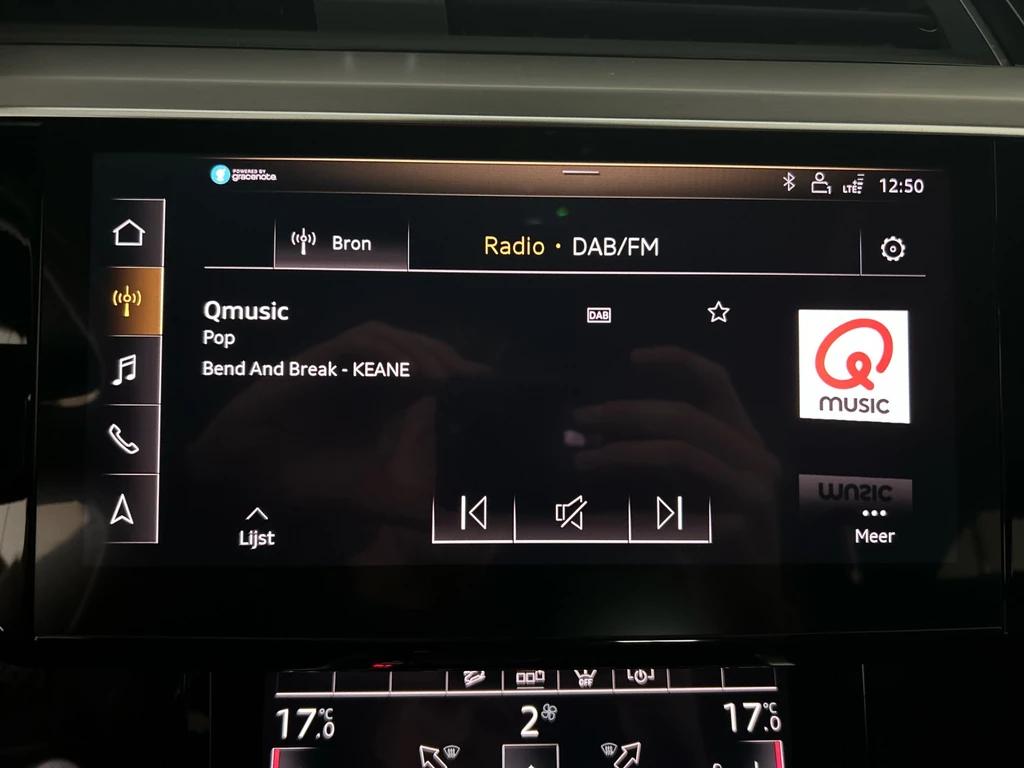 POWERED BY
gracenote.
1
LTE
12:50
Bron
Radio • DAB/FM
Qmusic
DAB
Pop
Bend And Break - KEANE
MUSIC
Lijst
Meer
OFF
17.0°C
2
17.0°C